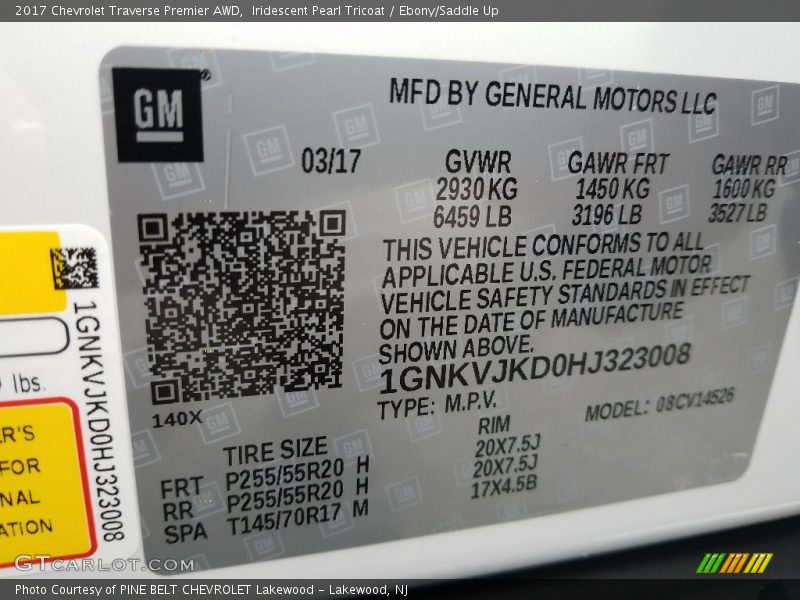 2017 Chevrolet Traverse Premier AWD,  Iridescent Pearl Tricoat / Ebony/Saddle Up
GM
MFD BY GENERAL MOTORS LLC
03/17
GVWR GAWR FRT GAWR RR
2930 KG 1450 KG 1600 KG
6459 LB 3196 LB 3527 LB
THIS VEHICLE CONFORMS TO ALL
APPLICABLE U.S. FEDERAL MOTOR
VEHICLE SAFETY STANDARDS IN EFFECT
ON THE DATE OF MANUFACTURE
SHOWN ABOVE.
1GNKVJKD0HJ323008
TYPE: M.P.V. MODEL: 08CV14526
140X
TIRE SIZE RIM
FRT P255/55R20 H 20X7.5J
RR P255/55R20 H 20X7.5J
SPA T145/70R17 M 17X4.5B
1GNKVJKD0HJ323008
lbs.
ER'S
FOR
NAL
ATION
GTCARLOT.COM
Photo Courtesy of PINE BELT CHEVROLET Lakewood - Lakewood, NJ